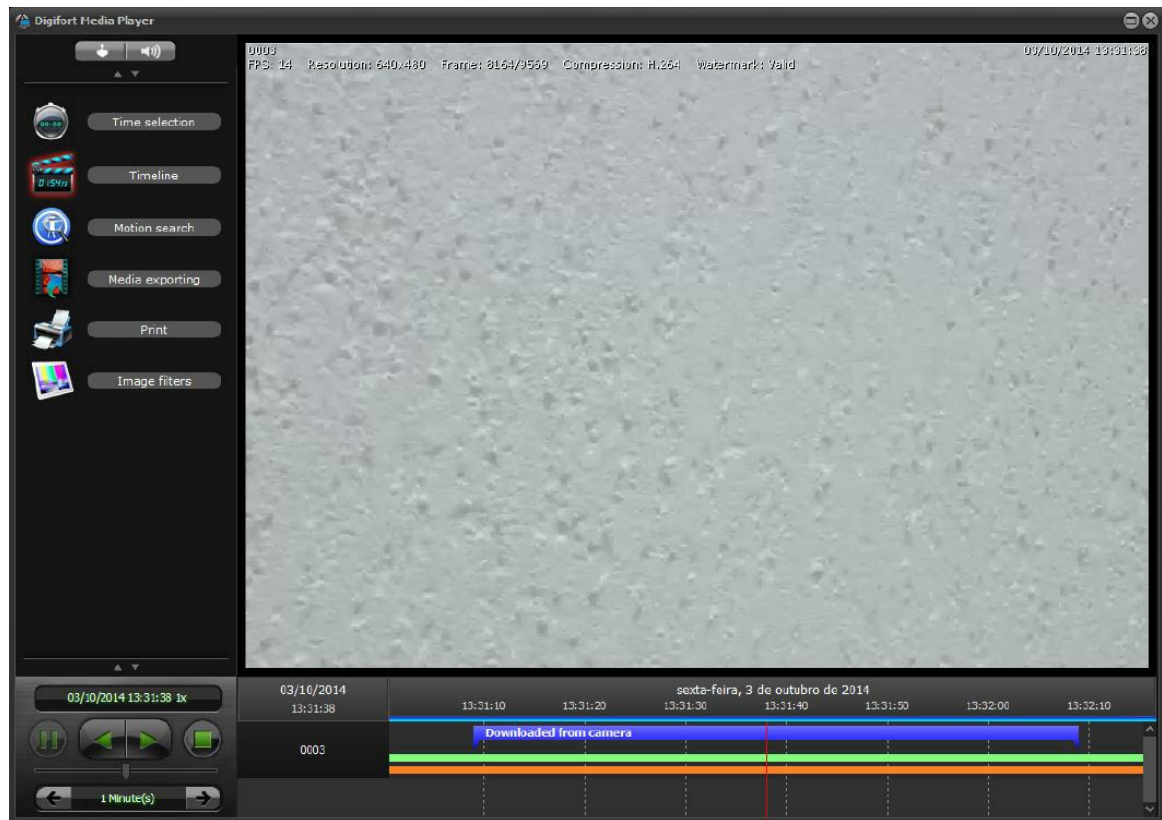 Digifort Media Player
0003
03/10/2014 13:31:38
FPS: 14 Resolution: 640x480 Frame: 8164/9559 Compression: H.264 Watermark: Valid
Time selection
Timeline
Motion search
Media exporting
Print
Image filters
03/10/2014 13:31:38 1x
1 Minute(s)
03/10/2014
13:31:38
sexta-feira, 3 de outubro de 2014
13:31:10 13:31:20 13:31:30 13:31:40 13:31:50 13:32:00 13:32:10
Downloaded from camera
0003